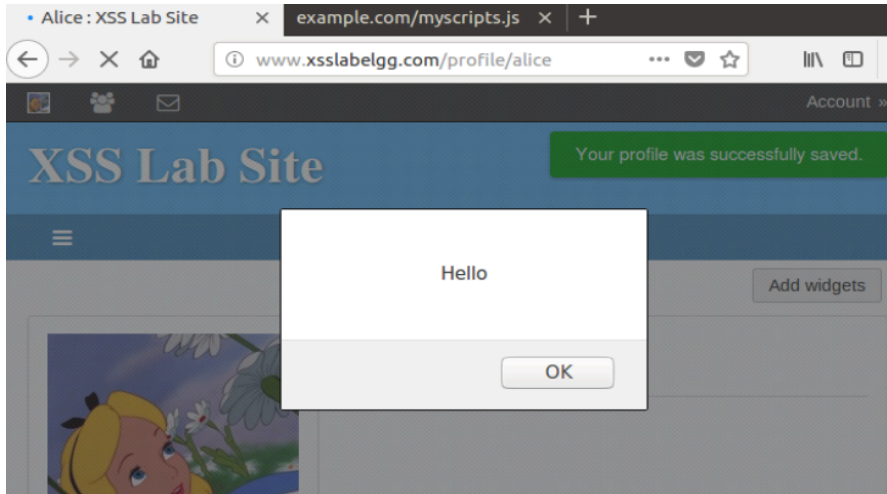 Alice : XSS Lab Site
example.com/myscripts.js
www.xsslabelgg.com/profile/alice
Account »
XSS Lab Site
Your profile was successfully saved.
Hello
Add widgets
OK